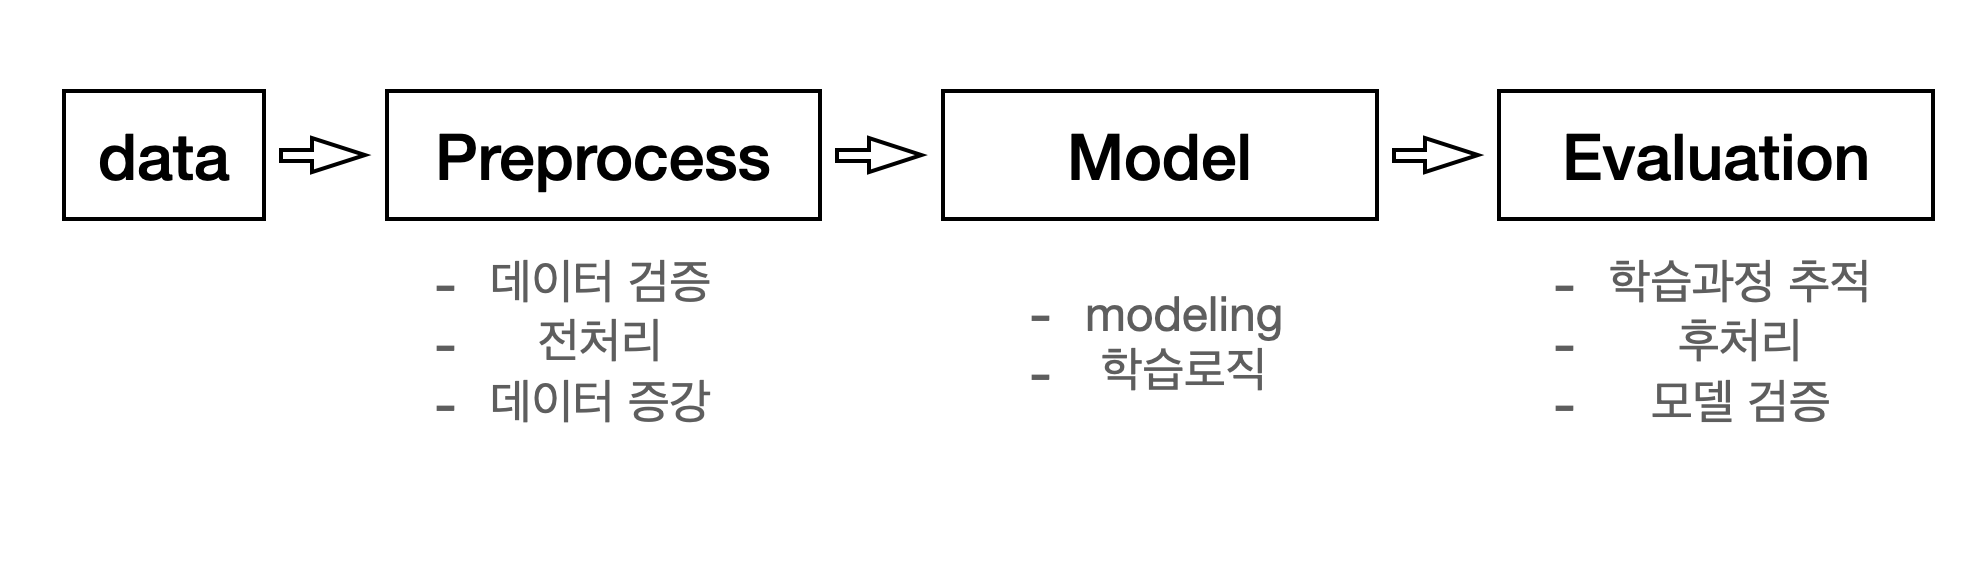 data
Preprocess
Model
Evaluation
- 데이터 검증
- 전처리
- 데이터 증강
- modeling
- 학습로직
- 학습과정 추적
- 후처리
- 모델 검증